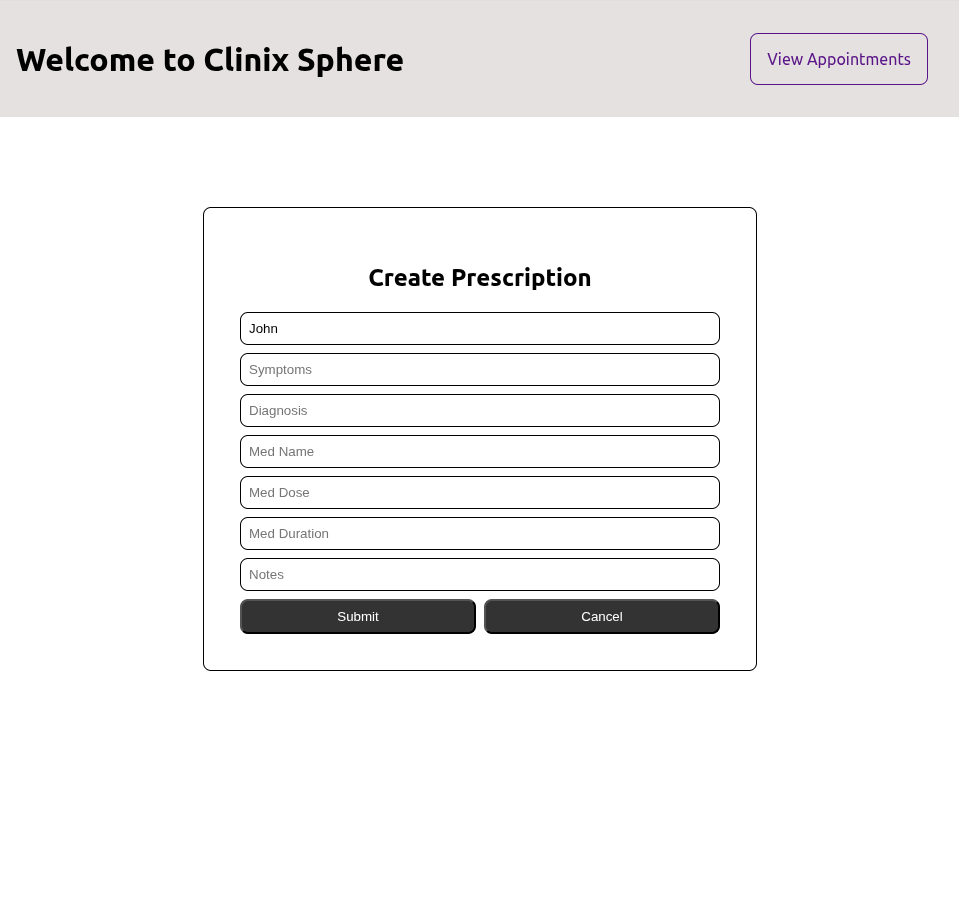 Welcome to Clinix Sphere
View Appointments
Create Prescription
John
Symptoms
Diagnosis
Med Name
Med Dose
Med Duration
Notes
Submit
Cancel